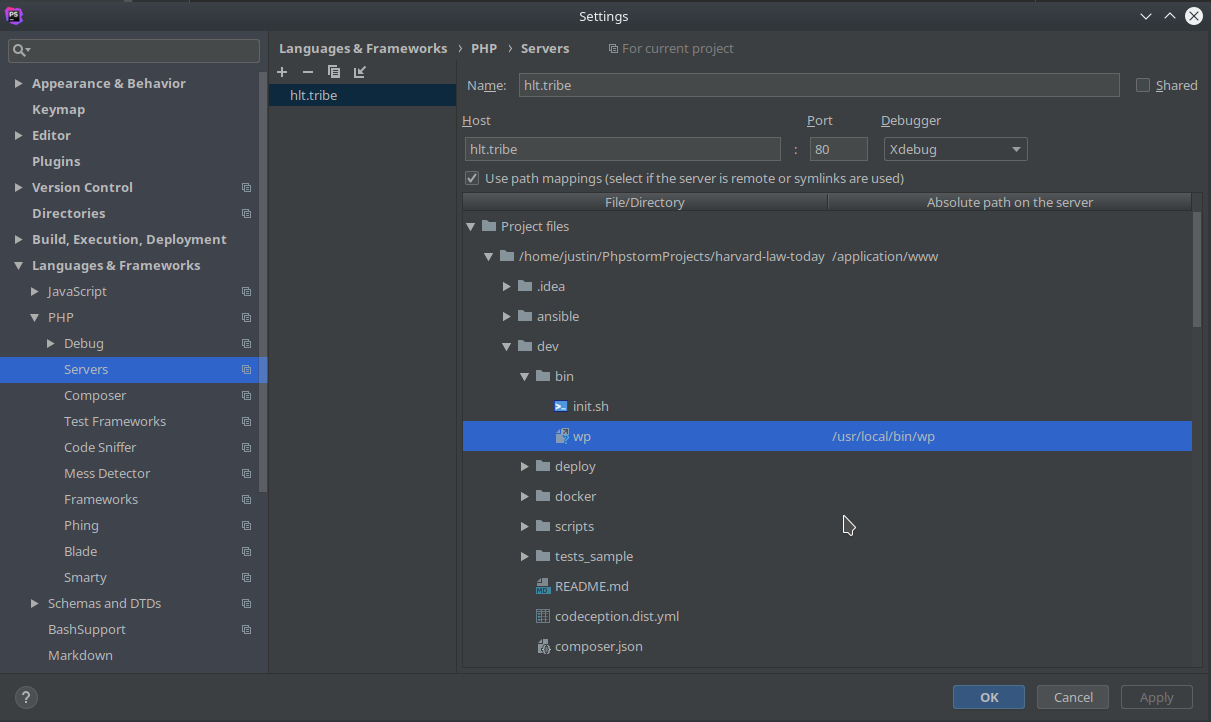 PS
Settings
Appearance & Behavior
Keymap
Editor
Plugins
Version Control
Directories
Build, Execution, Deployment
Languages & Frameworks
JavaScript
PHP
Debug
Servers
Composer
Test Frameworks
Code Sniffer
Mess Detector
Frameworks
Phing
Blade
Smarty
Schemas and DTDs
BashSupport
Markdown
Languages & Frameworks › PHP › Servers For current project
hlt.tribe
Name: hlt.tribe Shared
Host Port Debugger
hlt.tribe : 80 Xdebug
Use path mappings (select if the server is remote or symlinks are used)
File/Directory Absolute path on the server
Project files
/home/justin/PhpstormProjects/harvard-law-today /application/www
.idea
ansible
dev
bin
init.sh
wp /usr/local/bin/wp
deploy
docker
scripts
tests_sample
README.md
codeception.dist.yml
composer.json
? OK Cancel Apply